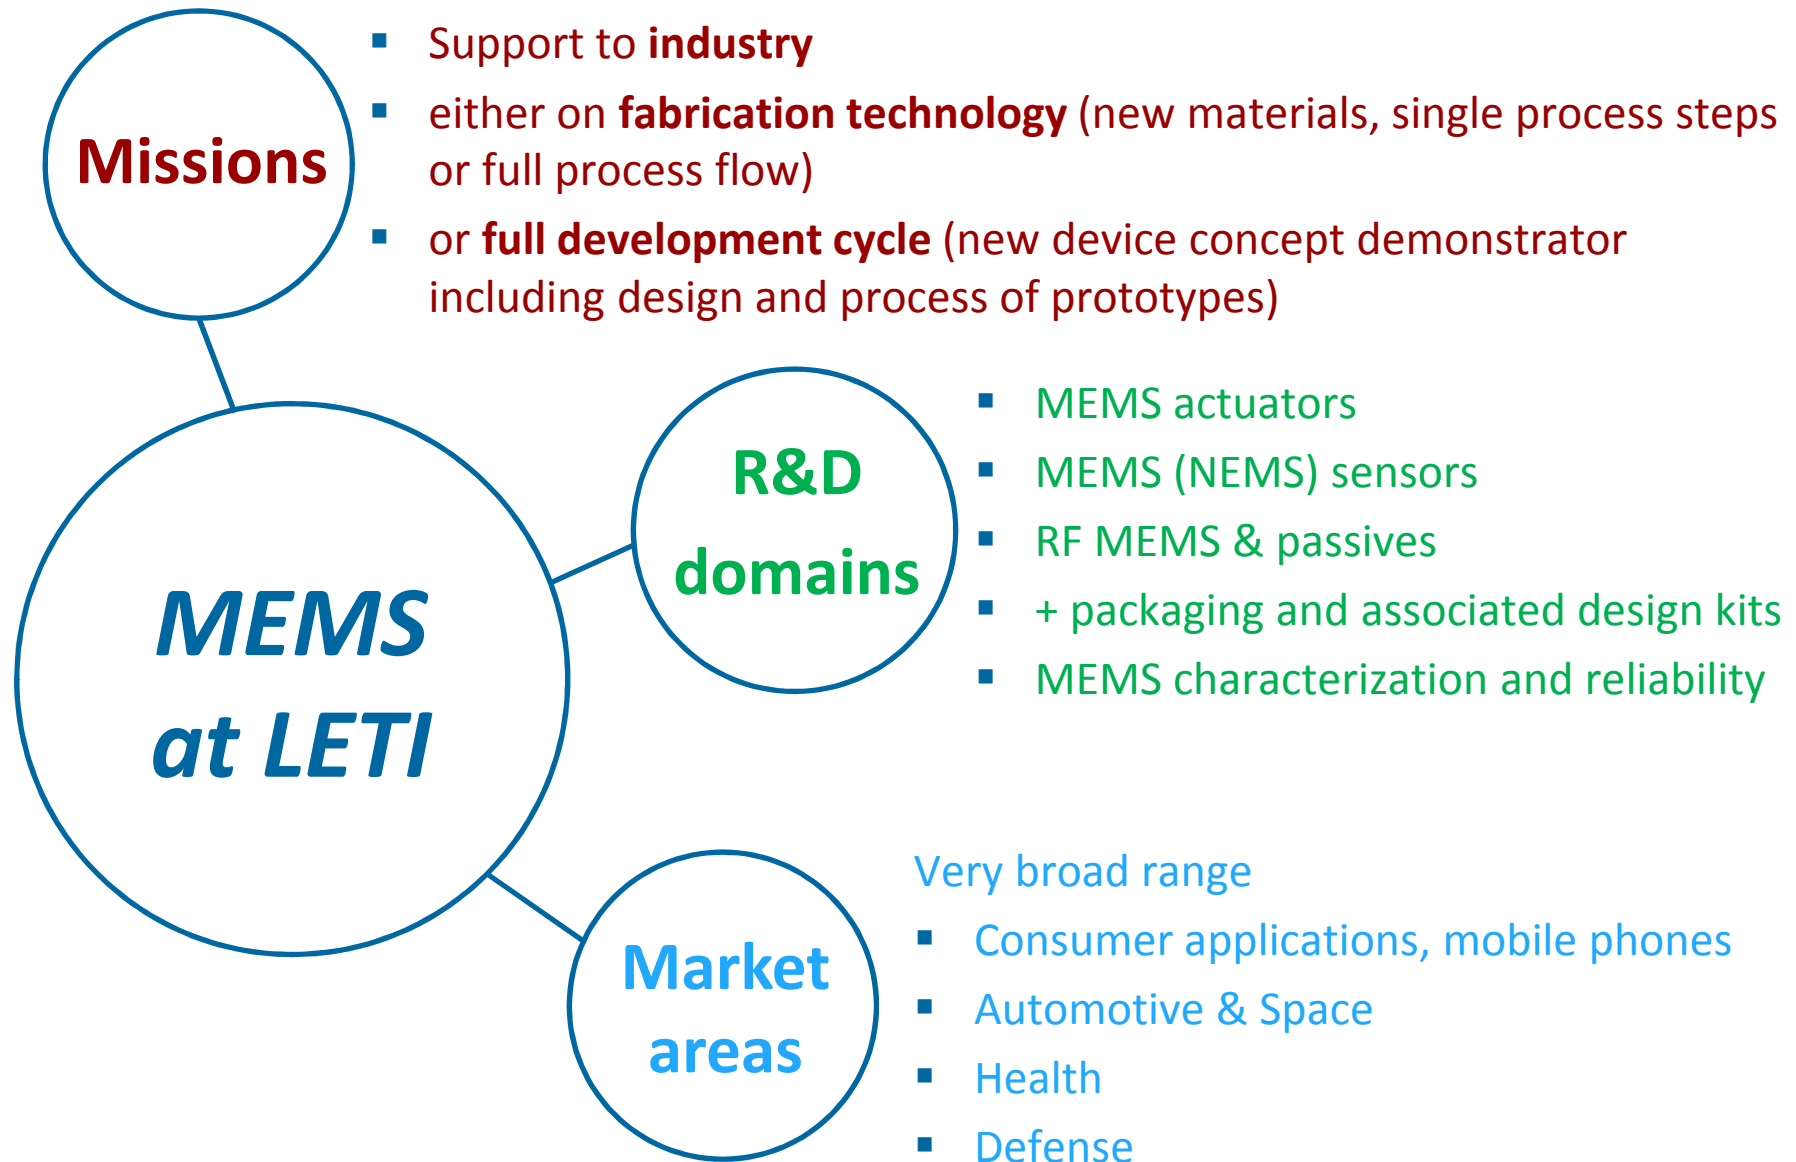 Missions
▪ Support to industry
▪ either on fabrication technology (new materials, single process steps
or full process flow)
▪ or full development cycle (new device concept demonstrator
including design and process of prototypes)
MEMS
at LETI
R&D
domains
▪ MEMS actuators
▪ MEMS (NEMS) sensors
▪ RF MEMS & passives
▪ + packaging and associated design kits
▪ MEMS characterization and reliability
Market
areas
Very broad range
▪ Consumer applications, mobile phones
▪ Automotive & Space
▪ Health
▪ Defense